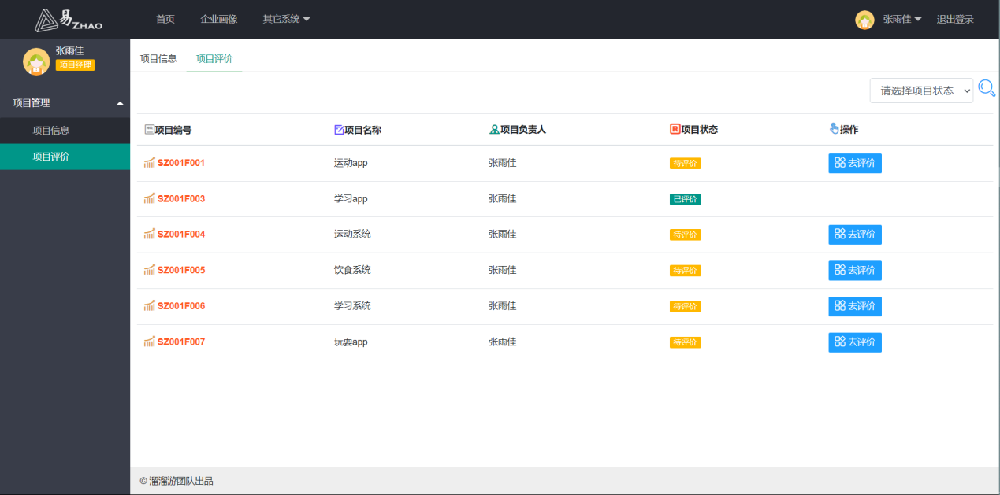 易ZHAO 首页 企业画像 其它系统 张雨佳 退出登录
张雨佳
项目经理
项目管理
项目信息
项目评价
项目信息 项目评价
请选择项目状态
NO. 项目编号 项目名称 项目负责人 R 项目状态 操作
SZ001F001 运动app 张雨佳 待评价 去评价
SZ001F003 学习app 张雨佳 已评价
SZ001F004 运动系统 张雨佳 待评价 去评价
SZ001F005 饮食系统 张雨佳 待评价 去评价
SZ001F006 学习系统 张雨佳 待评价 去评价
SZ001F007 玩耍app 张雨佳 待评价 去评价
© 溜溜游团队出品